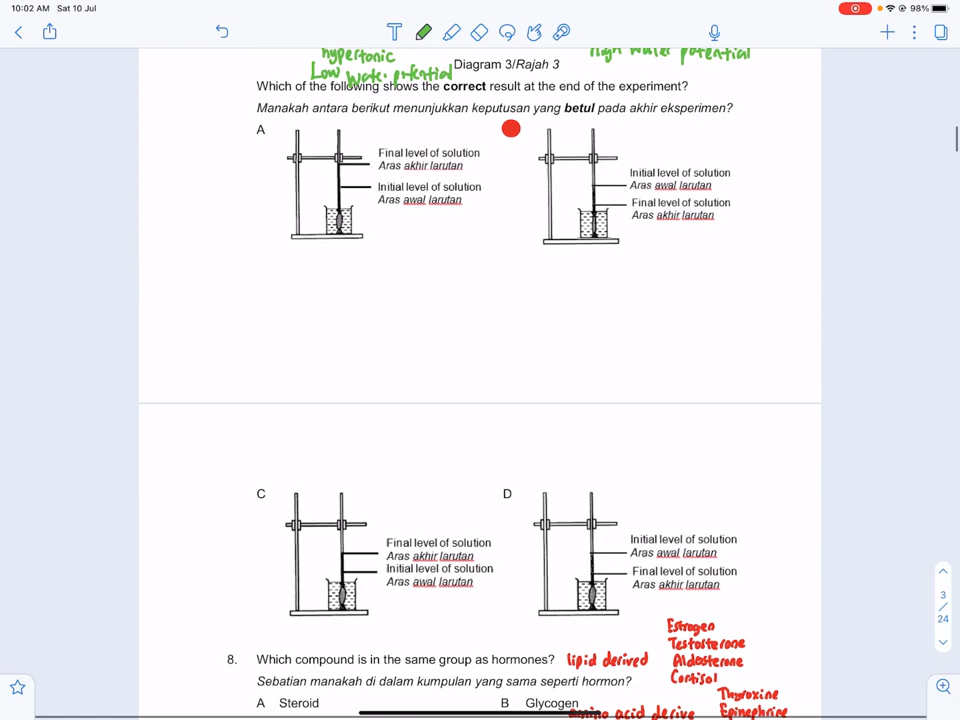 10:02 AM Sat 10 Jul
98%
hypertonic
High water potential
Low water potential
Diagram 3/Rajah 3
Which of the following shows the correct result at the end of the experiment?
Manakah antara berikut menunjukkan keputusan yang betul pada akhir eksperimen?
A
Final level of solution
Aras akhir larutan
Initial level of solution
Aras awal larutan
Initial level of solution
Aras awal larutan
Final level of solution
Aras akhir larutan
C
Final level of solution
Aras akhir larutan
Initial level of solution
Aras awal larutan
D
Initial level of solution
Aras awal larutan
Final level of solution
Aras akhir larutan
3
/
24
Estrogen
Testosterone
Aldosterone
Cortisol
8. Which compound is in the same group as hormones? lipid derived
Sebatian manakah di dalam kumpulan yang sama seperti hormon?
Thyroxine
A Steroid B Glycogen
amino acid derive Epinephrine